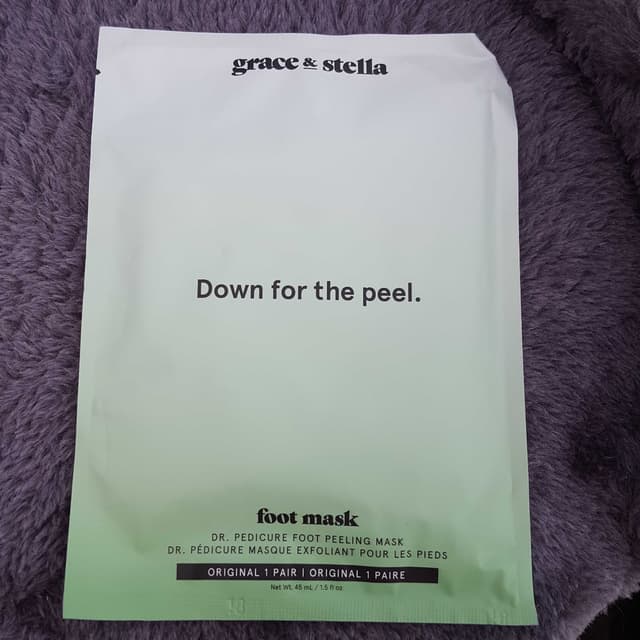 grace & stella
Down for the peel.
foot mask
DR. PEDICURE FOOT PEELING MASK
DR. PÉDICURE MASQUE EXFOLIANT POUR LES PIEDS
ORIGINAL 1 PAIR | ORIGINAL 1 PAIRE
Net Wt. 45 mL / 1.5 fl oz.